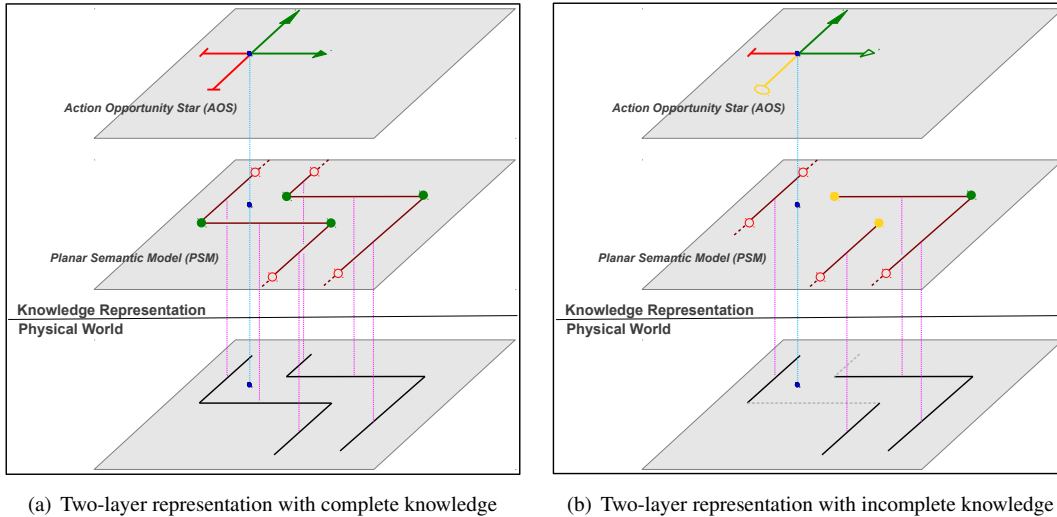 Action Opportunity Star (AOS)
Planar Semantic Model (PSM)
Knowledge Representation
Physical World
(a) Two-layer representation with complete knowledge
Action Opportunity Star (AOS)
Planar Semantic Model (PSM)
Knowledge Representation
Physical World
(b) Two-layer representation with incomplete knowledge